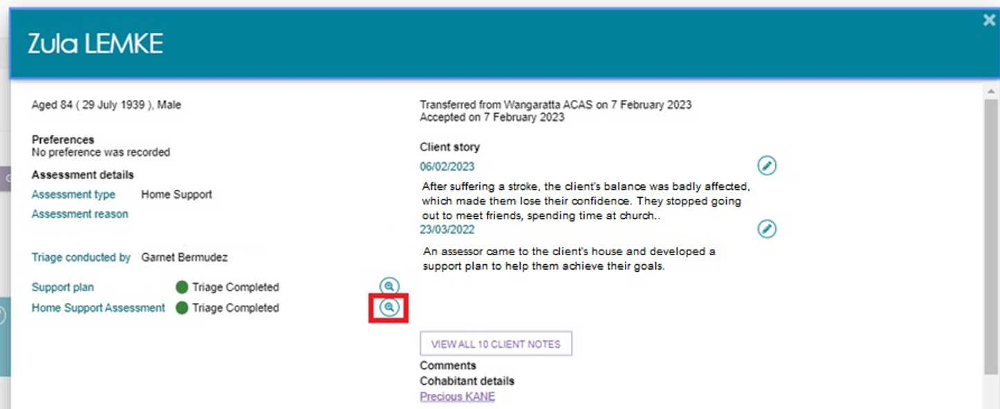 Zula LEMKE
Aged 84 ( 29 July 1939 ), Male
Preferences
No preference was recorded
Assessment details
Assessment type Home Support
Assessment reason
Triage conducted by Garnet Bermudez
Support plan Triage Completed
Home Support Assessment Triage Completed
Transferred from Wangaratta ACAS on 7 February 2023
Accepted on 7 February 2023
Client story
06/02/2023
After suffering a stroke, the client's balance was badly affected,
which made them lose their confidence. They stopped going
out to meet friends, spending time at church..
23/03/2022
An assessor came to the client's house and developed a
support plan to help them achieve their goals.
VIEW ALL 10 CLIENT NOTES
Comments
Cohabitant details
Precious KANE